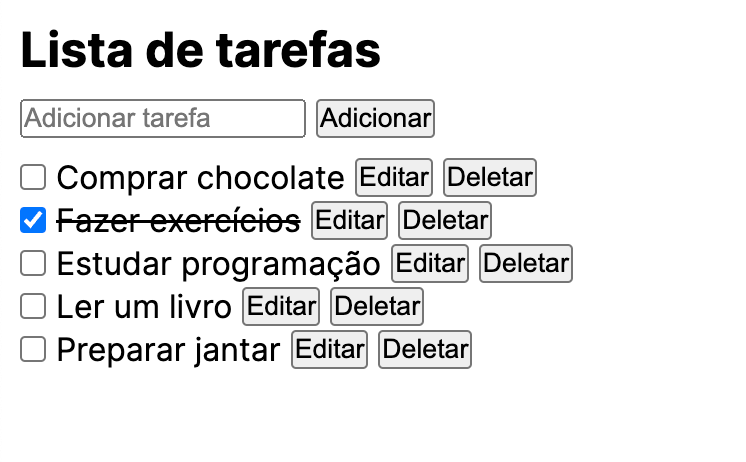 Lista de tarefas
Adicionar tarefa Adicionar
Comprar chocolate Editar Deletar
Fazer exercícios Editar Deletar
Estudar programação Editar Deletar
Ler um livro Editar Deletar
Preparar jantar Editar Deletar